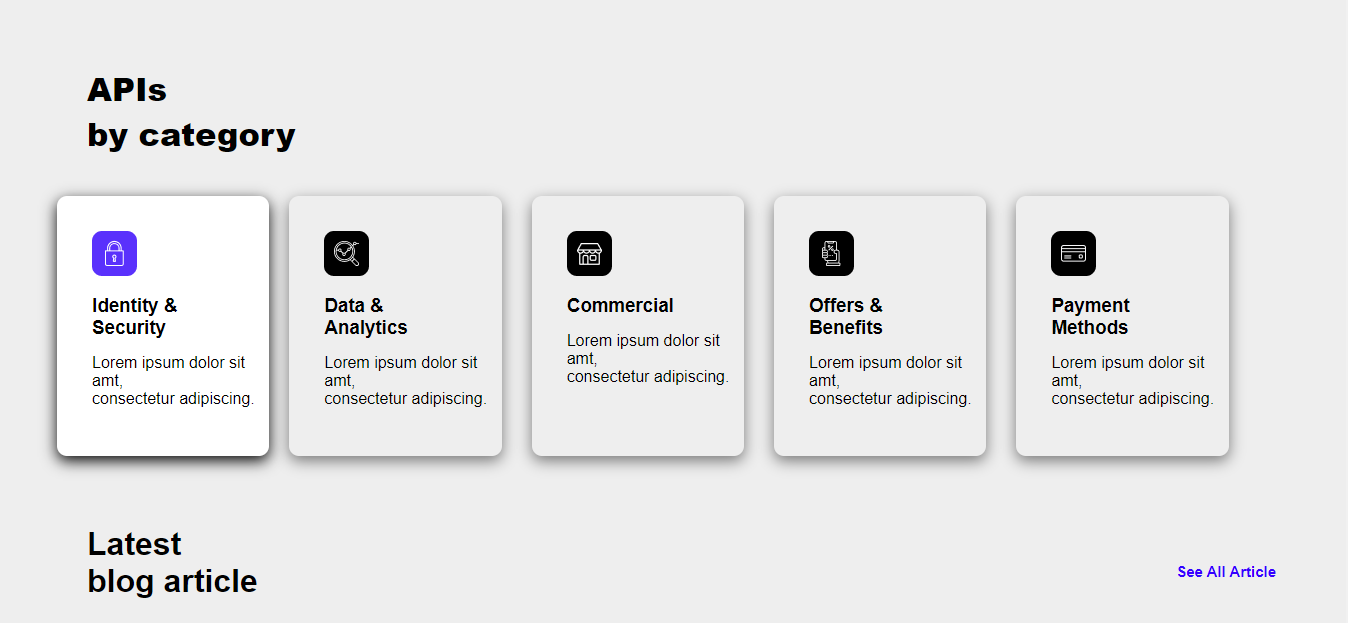 APIs
by category
Identity &
Security
Lorem ipsum dolor sit
amt,
consectetur adipiscing.
Data &
Analytics
Lorem ipsum dolor sit
amt,
consectetur adipiscing.
Commercial
Lorem ipsum dolor sit
amt,
consectetur adipiscing.
Offers &
Benefits
Lorem ipsum dolor sit
amt,
consectetur adipiscing.
Payment
Methods
Lorem ipsum dolor sit
amt,
consectetur adipiscing.
Latest
blog article
See All Article